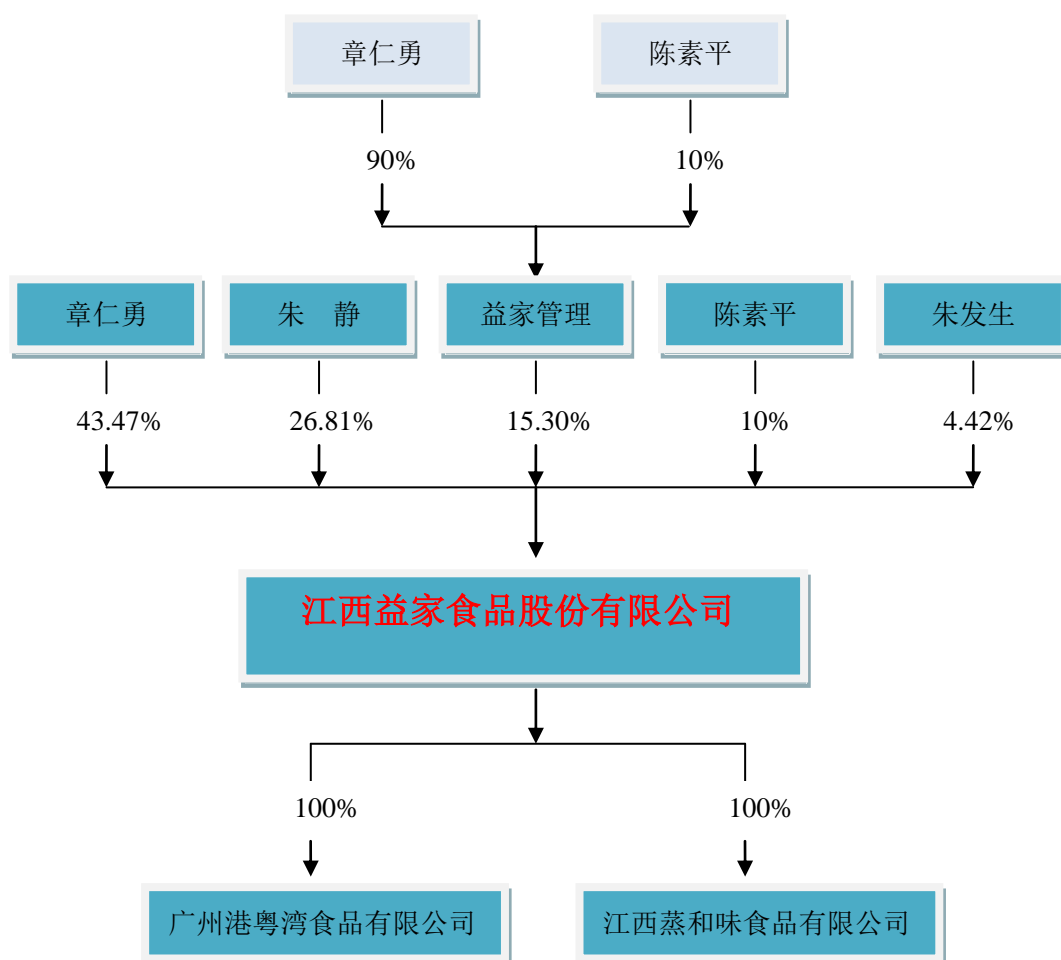 章仁勇
陈素平
90%
10%
章仁勇
朱　静
益家管理
陈素平
朱发生
43.47%
26.81%
15.30%
10%
4.42%
江西益家食品股份有限公司
100%
100%
广州港粤湾食品有限公司
江西蒸和味食品有限公司